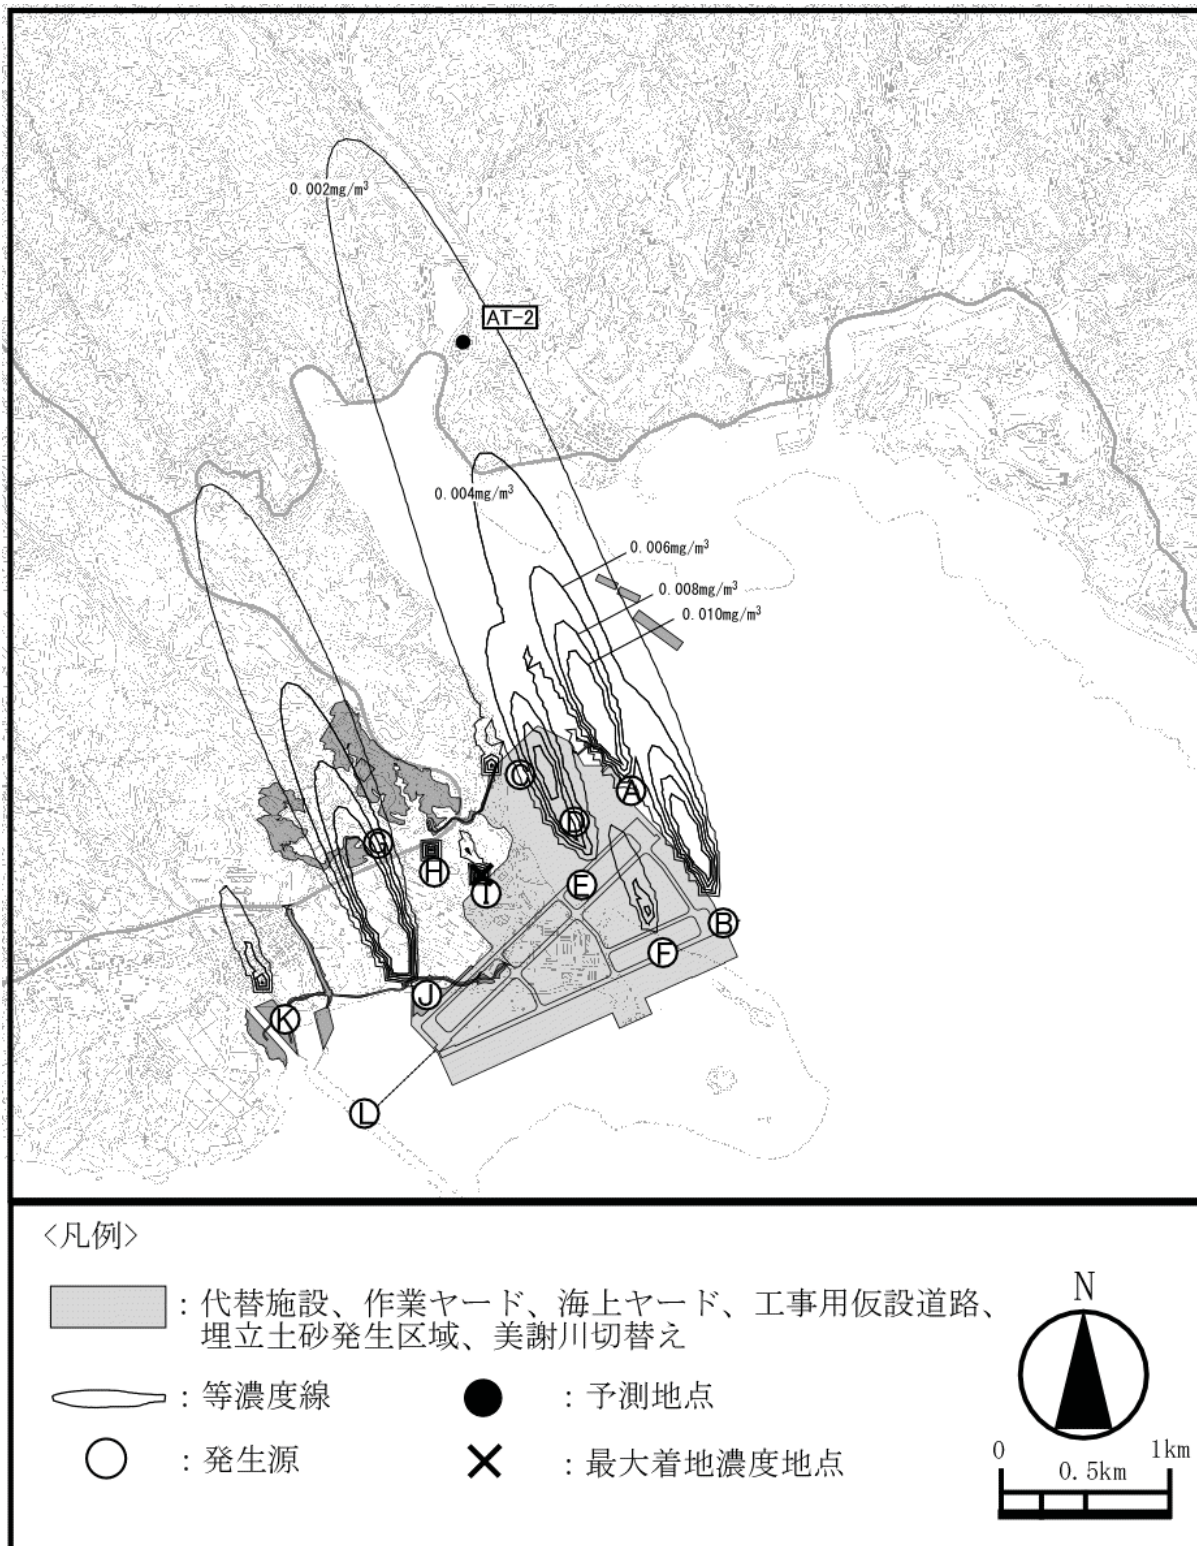 0.002mg/m³
AT-2
0.004mg/m³
0.006mg/m³
0.008mg/m³
0.010mg/m³
C
A
D
G
H
I
E
B
F
J
K
L
<凡例>
：代替施設、作業ヤード、海上ヤード、工事用仮設道路、
埋立土砂発生区域、美謝川切替え
：等濃度線
：予測地点
：発生源
：最大着地濃度地点
N
0
0.5km
1km